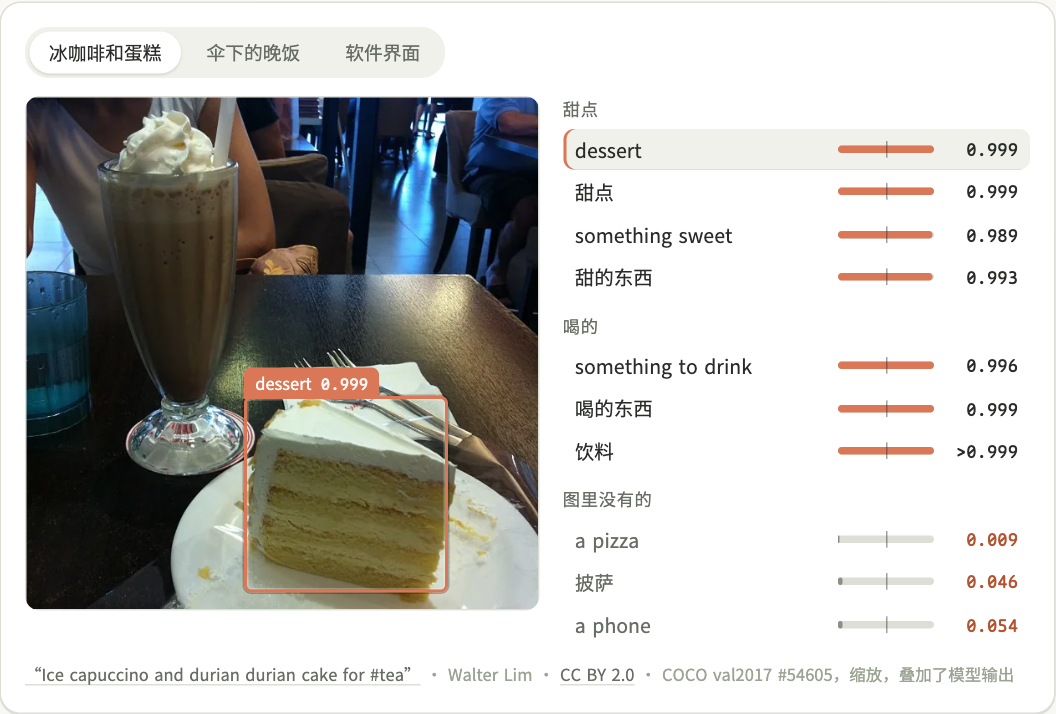 冰咖啡和蛋糕 伞下的晚饭 软件界面
甜点
dessert 0.999
甜点 0.999
something sweet 0.989
甜的东西 0.993
喝的
something to drink 0.996
喝的东西 0.999
饮料 >0.999
图里没有的
a pizza 0.009
披萨 0.046
a phone 0.054
dessert 0.999
“Ice capuccino and durian durian cake for #tea” · Walter Lim · CC BY 2.0 · COCO val2017 #54605，缩放，叠加了模型输出